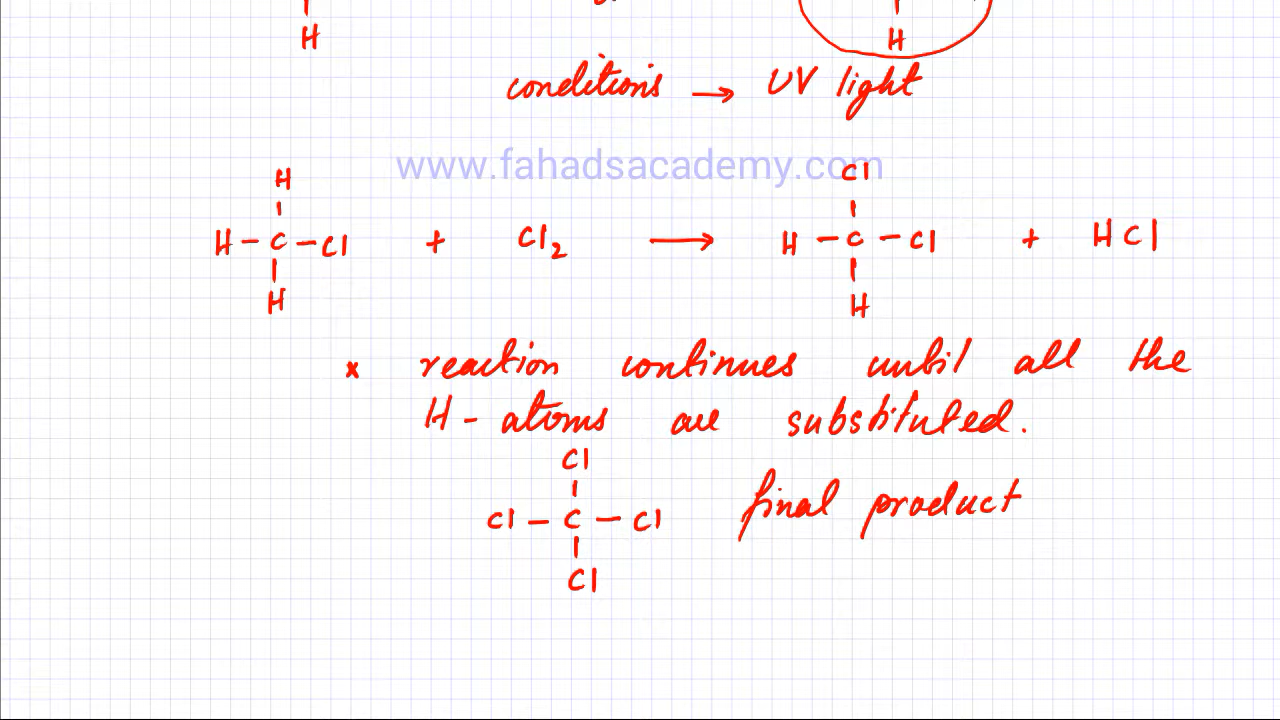 H H
conditions → UV light
www.fahadsacademy.com
H Cl
H – C – Cl + Cl₂ → H – C – Cl + HCl
H H
× reaction continues until all the
H - atoms are substituted.
Cl
Cl – C – Cl final product
Cl